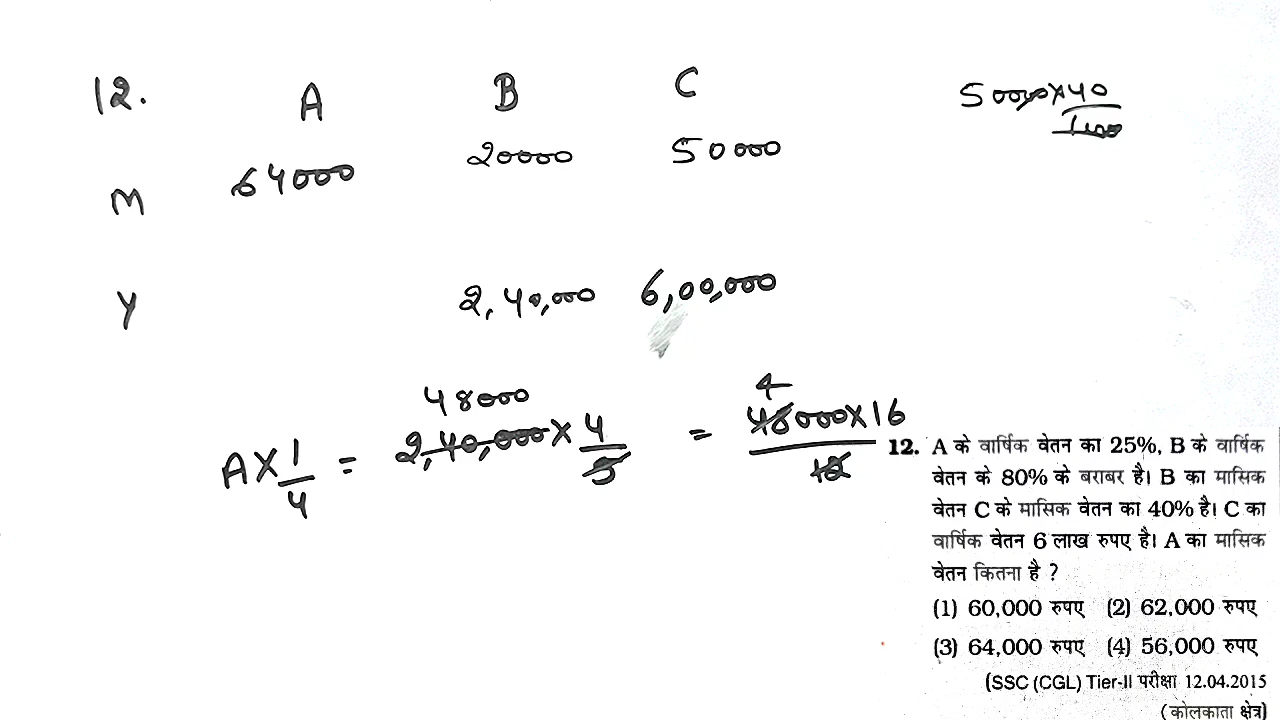 12. A B C 50000×40/100
M 64000 20000 50000
Y 2,40,000 6,00,000
48000 4
A×1/4 = 2,40,000×4/5 = 48000×16/12
12. A के वार्षिक वेतन का 25%, B के वार्षिक
वेतन के 80% के बराबर है। B का मासिक
वेतन C के मासिक वेतन का 40% है। C का
वार्षिक वेतन 6 लाख रुपए है। A का मासिक
वेतन कितना है ?
(1) 60,000 रुपए (2) 62,000 रुपए
(3) 64,000 रुपए (4) 56,000 रुपए
(SSC (CGL) Tier-II परीक्षा 12.04.2015
(कोलकाता क्षेत्र)